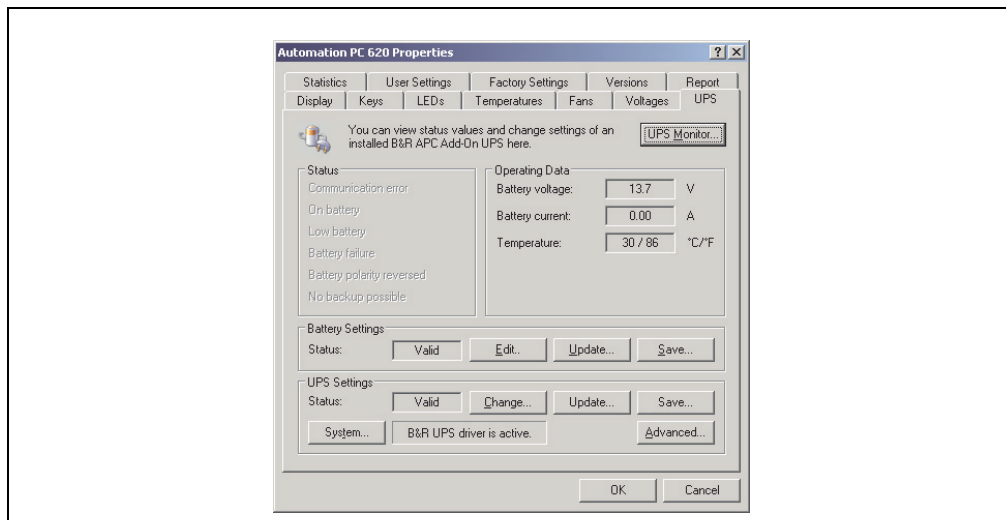 Automation PC 620 Properties
Statistics User Settings Factory Settings Versions Report
Display Keys LEDs Temperatures Fans Voltages UPS
You can view status values and change settings of an
installed B&R APC Add-On UPS here.
UPS Monitor...
Status
Communication error
On battery
Low battery
Battery failure
Battery polarity reversed
No backup possible
Operating Data
Battery voltage: 13.7 V
Battery current: 0.00 A
Temperature: 30 / 86 °C/°F
Battery Settings
Status: Valid Edit.. Update... Save...
UPS Settings
Status: Valid Change... Update... Save...
System... B&R UPS driver is active. Advanced...
OK Cancel